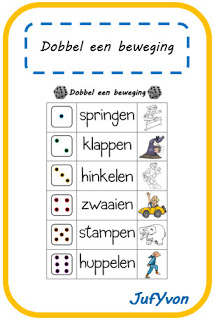 Dobbel een beweging
Dobbel een beweging
springen
klappen
hinkelen
zwaaien
stampen
huppelen
JufYvon